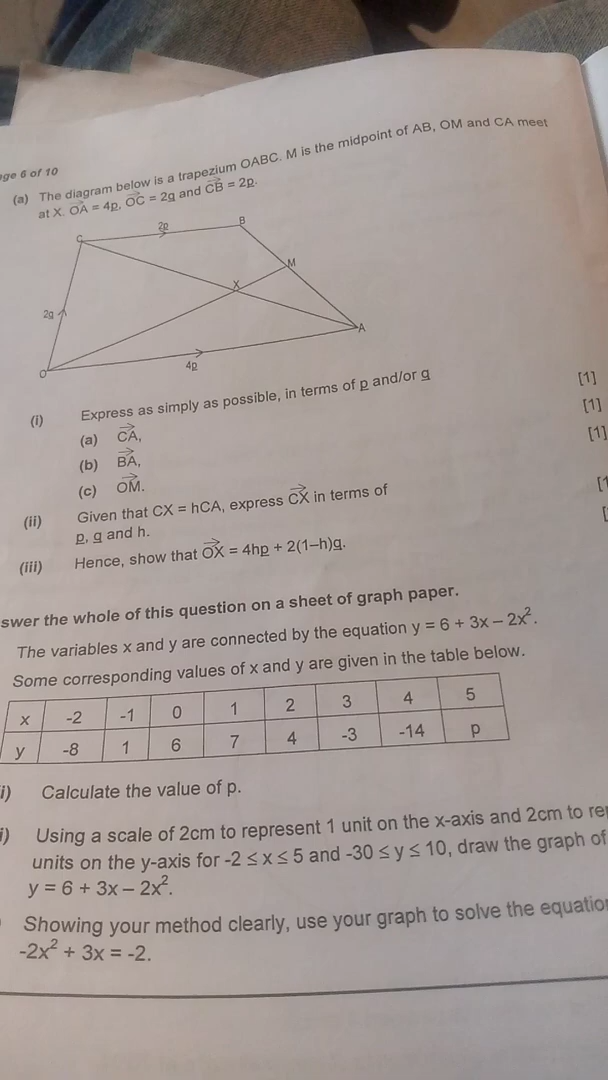 ge 6 of 10
(a) The diagram below is a trapezium OABC. M is the midpoint of AB, OM and CA meet
at X. OA = 4p, OC = 2q and CB = 2p.
C
2p
B
M
X
2q
A
O
4p
(i) Express as simply as possible, in terms of p and/or q
(a) CA, [1]
(b) BA, [1]
(c) OM. [1]
(ii) Given that CX = hCA, express CX in terms of
p, q and h.
(iii) Hence, show that OX = 4hp + 2(1–h)q.
swer the whole of this question on a sheet of graph paper.
The variables x and y are connected by the equation y = 6 + 3x – 2x².
Some corresponding values of x and y are given in the table below.
x -2 -1 0 1 2 3 4 5
y -8 1 6 7 4 -3 -14 p
i) Calculate the value of p.
i) Using a scale of 2cm to represent 1 unit on the x-axis and 2cm to
units on the y-axis for -2 ≤ x ≤ 5 and -30 ≤ y ≤ 10, draw the graph of
y = 6 + 3x – 2x².
Showing your method clearly, use your graph to solve the equatio
-2x² + 3x = -2.